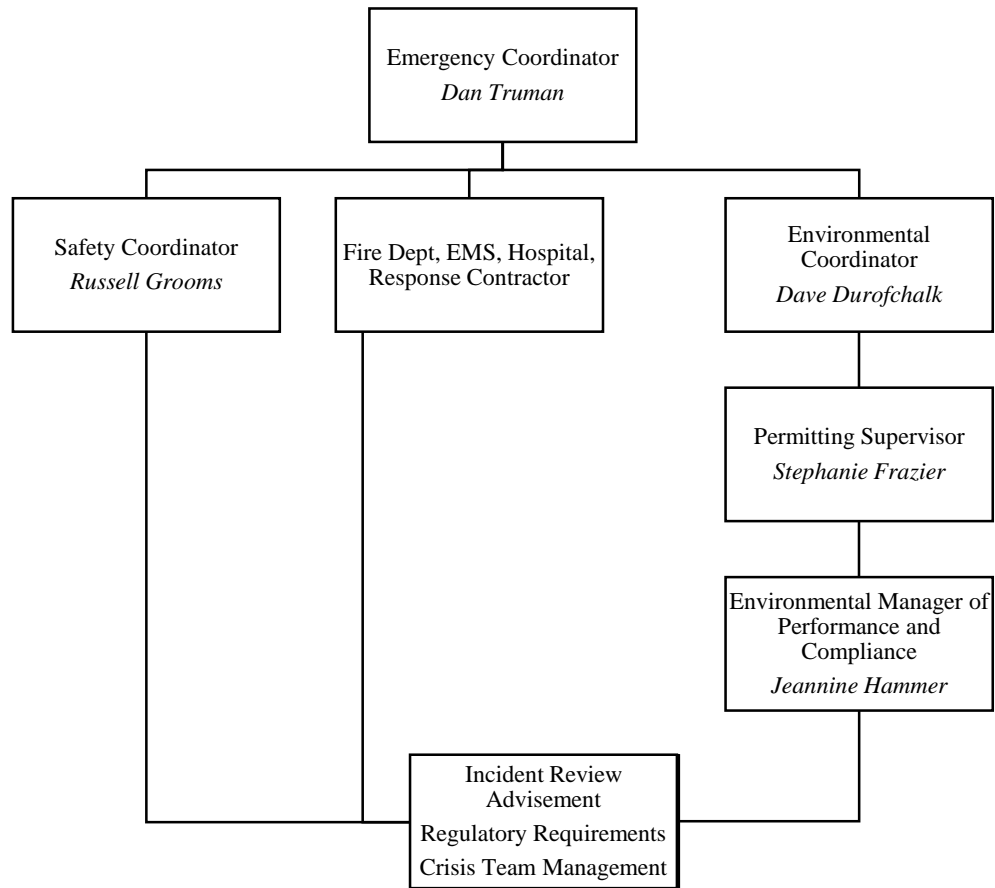 Emergency Coordinator
Dan Truman
Safety Coordinator
Russell Grooms
Fire Dept, EMS, Hospital,
Response Contractor
Environmental
Coordinator
Dave Durofchalk
Permitting Supervisor
Stephanie Frazier
Environmental Manager of
Performance and
Compliance
Jeannine Hammer
Incident Review
Advisement
Regulatory Requirements
Crisis Team Management